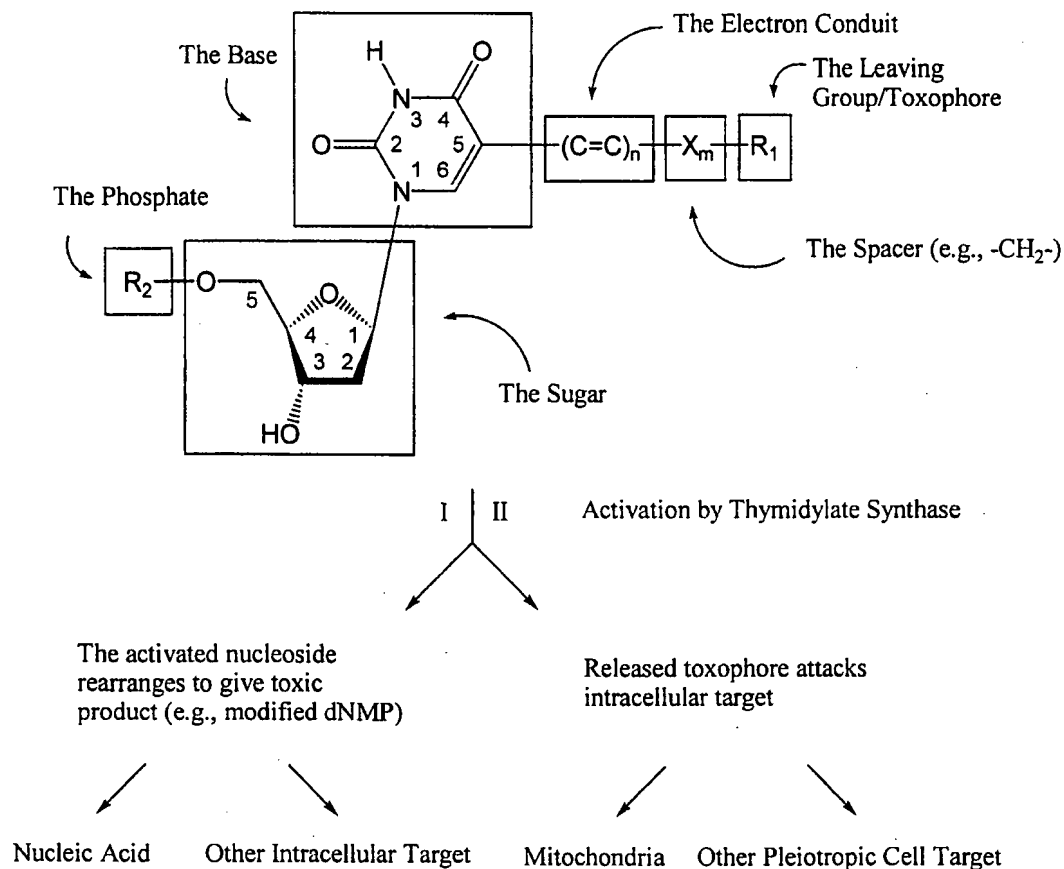 The Electron Conduit
The Base
The Leaving
Group/Toxophore
H
O
N
3
4
O
2
5
(C=C)n
Xm
R1
1
6
N
The Phosphate
The Spacer (e.g., -CH2-)
R2
O
5
O
4
1
3
2
The Sugar
HO
I
II
Activation by Thymidylate Synthase
The activated nucleoside
rearranges to give toxic
product (e.g., modified dNMP)
Released toxophore attacks
intracellular target
Nucleic Acid
Other Intracellular Target
Mitochondria
Other Pleiotropic Cell Target